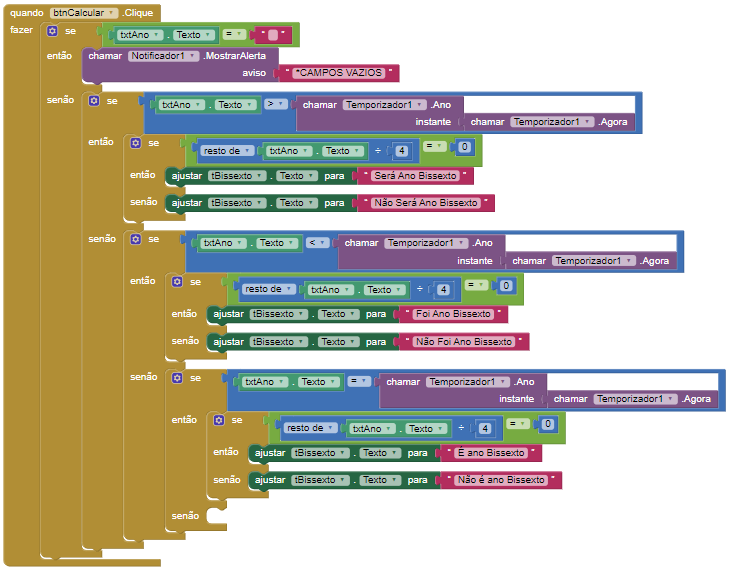 quando btnCalcular .Clique
fazer se txtAno . Texto = " "
então chamar Notificador1 .MostrarAlerta
aviso " *CAMPOS VAZIOS "
senão se txtAno . Texto > chamar Temporizador1 .Ano
instante chamar Temporizador1 .Agora
então se resto de txtAno . Texto ÷ 4 = 0
então ajustar tBissexto . Texto para " Será Ano Bissexto "
senão ajustar tBissexto . Texto para " Não Será Ano Bissexto "
senão se txtAno . Texto < chamar Temporizador1 .Ano
instante chamar Temporizador1 .Agora
então se resto de txtAno . Texto ÷ 4 = 0
então ajustar tBissexto . Texto para " Foi Ano Bissexto "
senão ajustar tBissexto . Texto para " Não Foi Ano Bissexto "
senão se txtAno . Texto = chamar Temporizador1 .Ano
instante chamar Temporizador1 .Agora
então se resto de txtAno . Texto ÷ 4 = 0
então ajustar tBissexto . Texto para " É ano Bissexto "
senão ajustar tBissexto . Texto para " Não é ano Bissexto "
senão